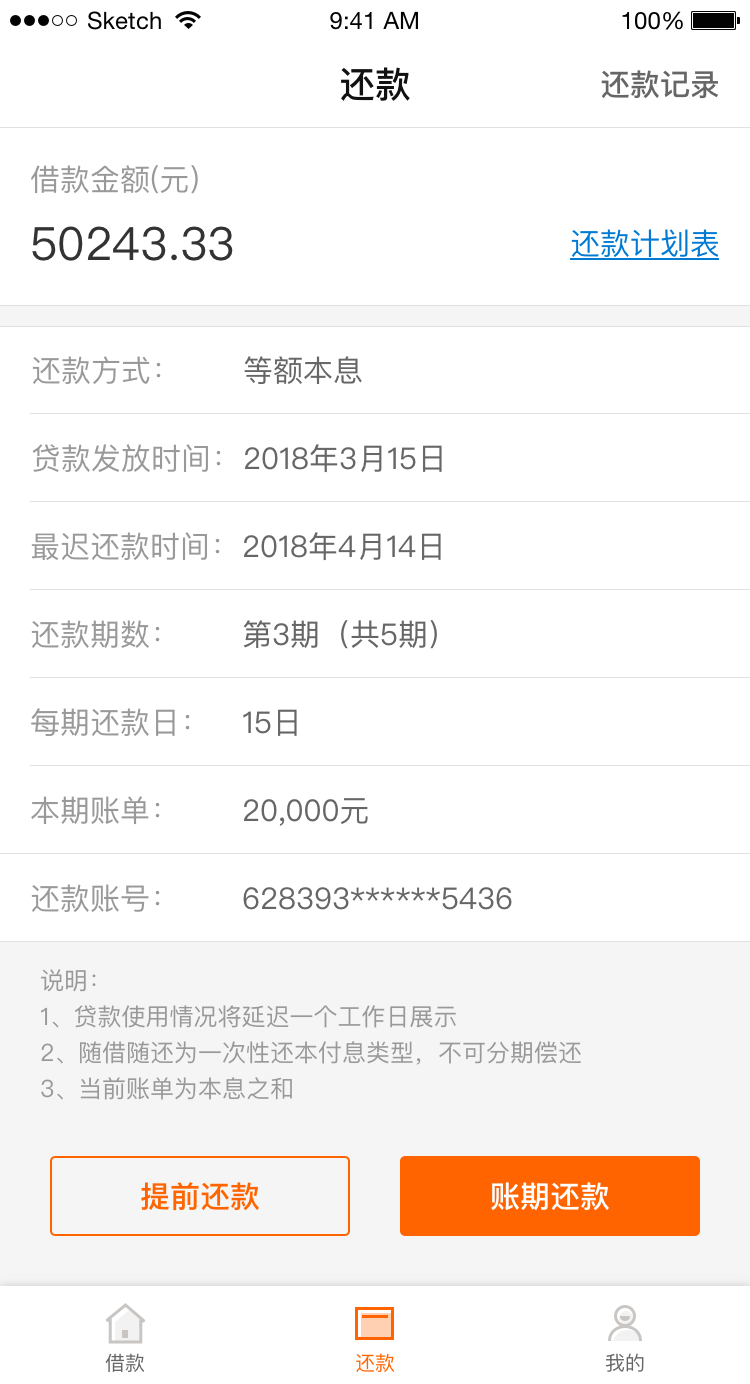 Sketch 9:41 AM 100%
还款 还款记录
借款金额(元)
50243.33 还款计划表
还款方式： 等额本息
贷款发放时间： 2018年3月15日
最迟还款时间： 2018年4月14日
还款期数： 第3期（共5期）
每期还款日： 15日
本期账单： 20,000元
还款账号： 628393******5436
说明：
1、贷款使用情况将延迟一个工作日展示
2、随借随还为一次性还本付息类型，不可分期偿还
3、当前账单为本息之和
提前还款 账期还款
借款 还款 我的